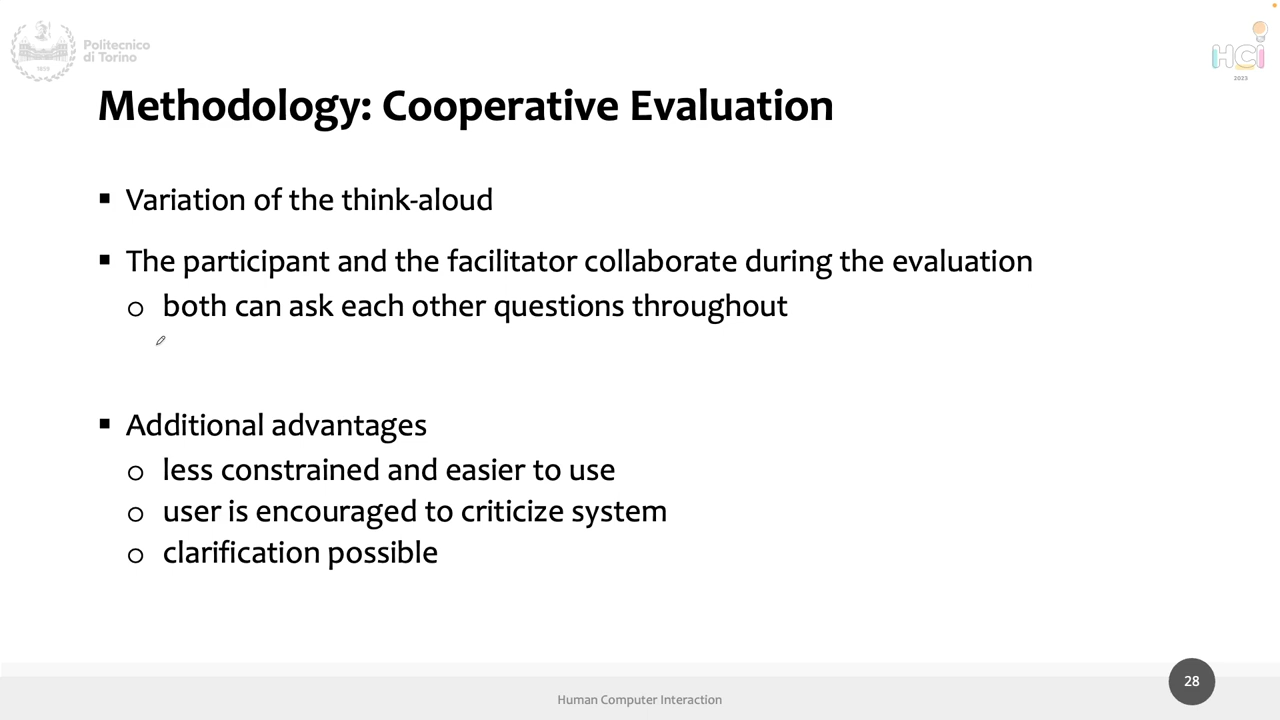 Politecnico
di Torino
1859
HCI
2023
Methodology: Cooperative Evaluation
▪ Variation of the think-aloud
▪ The participant and the facilitator collaborate during the evaluation
o both can ask each other questions throughout
▪ Additional advantages
o less constrained and easier to use
o user is encouraged to criticize system
o clarification possible
28
Human Computer Interaction